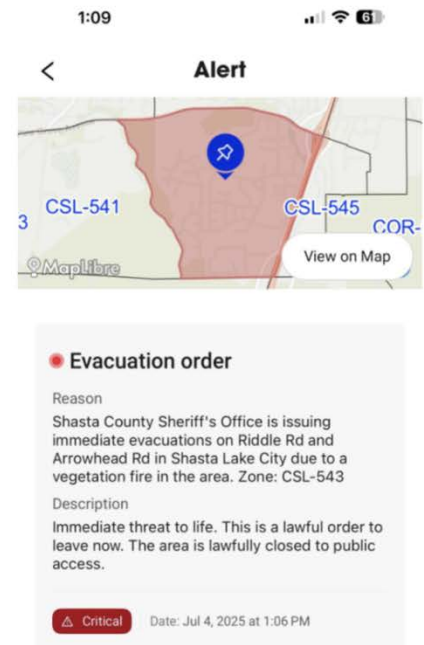 1:09
61
Alert
CSL-541
CSL-545
3
COR-
View on Map
MapLibre
Evacuation order
Reason
Shasta County Sheriff's Office is issuing
immediate evacuations on Riddle Rd and
Arrowhead Rd in Shasta Lake City due to a
vegetation fire in the area. Zone: CSL-543
Description
Immediate threat to life. This is a lawful order to
leave now. The area is lawfully closed to public
access.
Critical
Date: Jul 4, 2025 at 1:06 PM